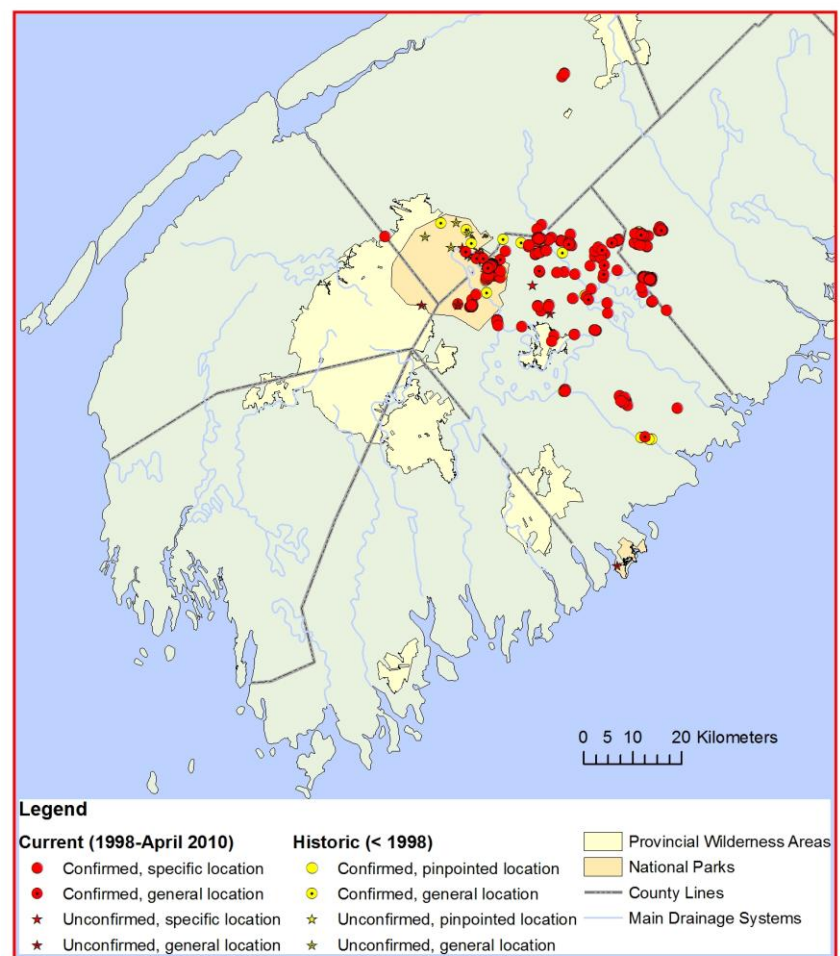 0 5 10 20 Kilometers
Legend
Current (1998-April 2010)
Confirmed, specific location
Confirmed, general location
Unconfirmed, specific location
Unconfirmed, general location
Historic (< 1998)
Confirmed, pinpointed location
Confirmed, general location
Unconfirmed, pinpointed location
Unconfirmed, general location
Provincial Wilderness Areas
National Parks
County Lines
Main Drainage Systems